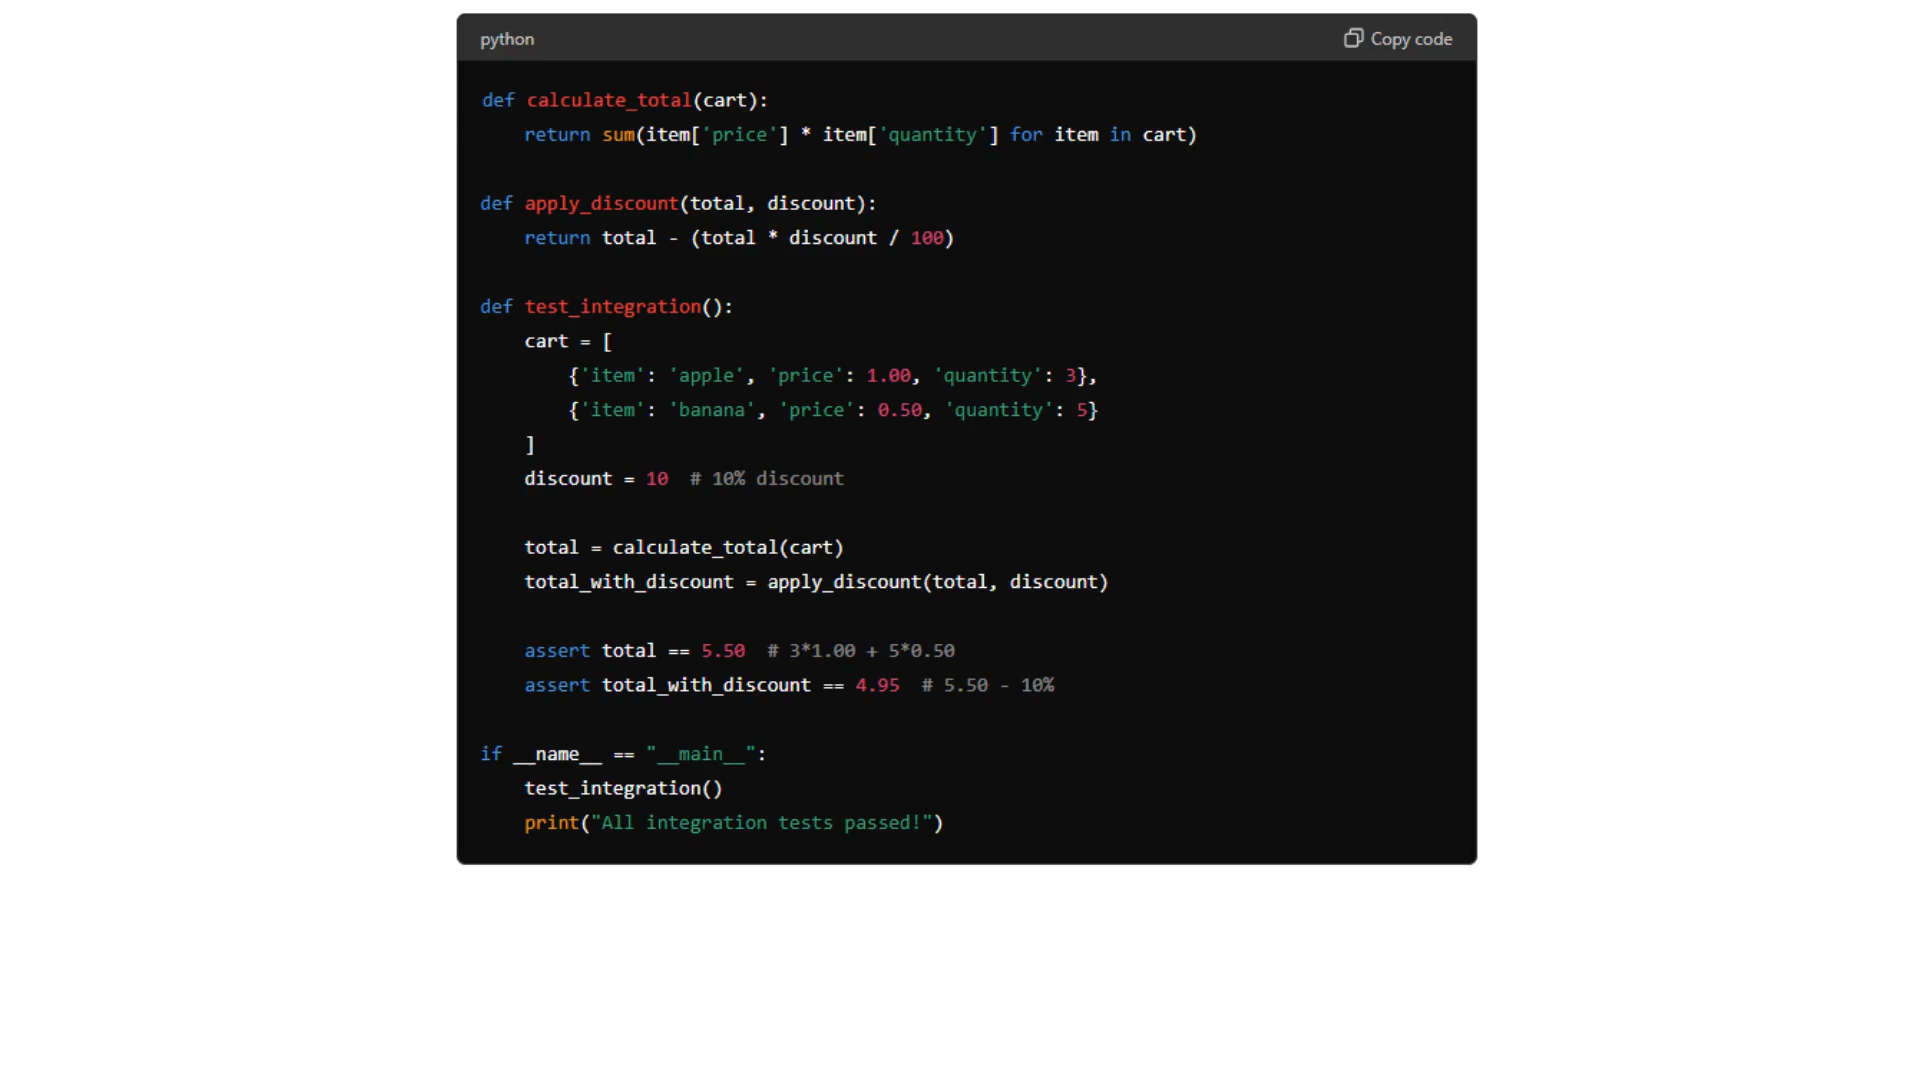 python
Copy code
def calculate_total(cart):
    return sum(item['price'] * item['quantity'] for item in cart)
def apply_discount(total, discount):
    return total - (total * discount / 100)
def test_integration():
    cart = [
        {'item': 'apple', 'price': 1.00, 'quantity': 3},
        {'item': 'banana', 'price': 0.50, 'quantity': 5}
    ]
    discount = 10  # 10% discount
    total = calculate_total(cart)
    total_with_discount = apply_discount(total, discount)
    assert total == 5.50  # 3*1.00 + 5*0.50
    assert total_with_discount == 4.95  # 5.50 - 10%
if __name__ == "__main__":
    test_integration()
    print("All integration tests passed!")